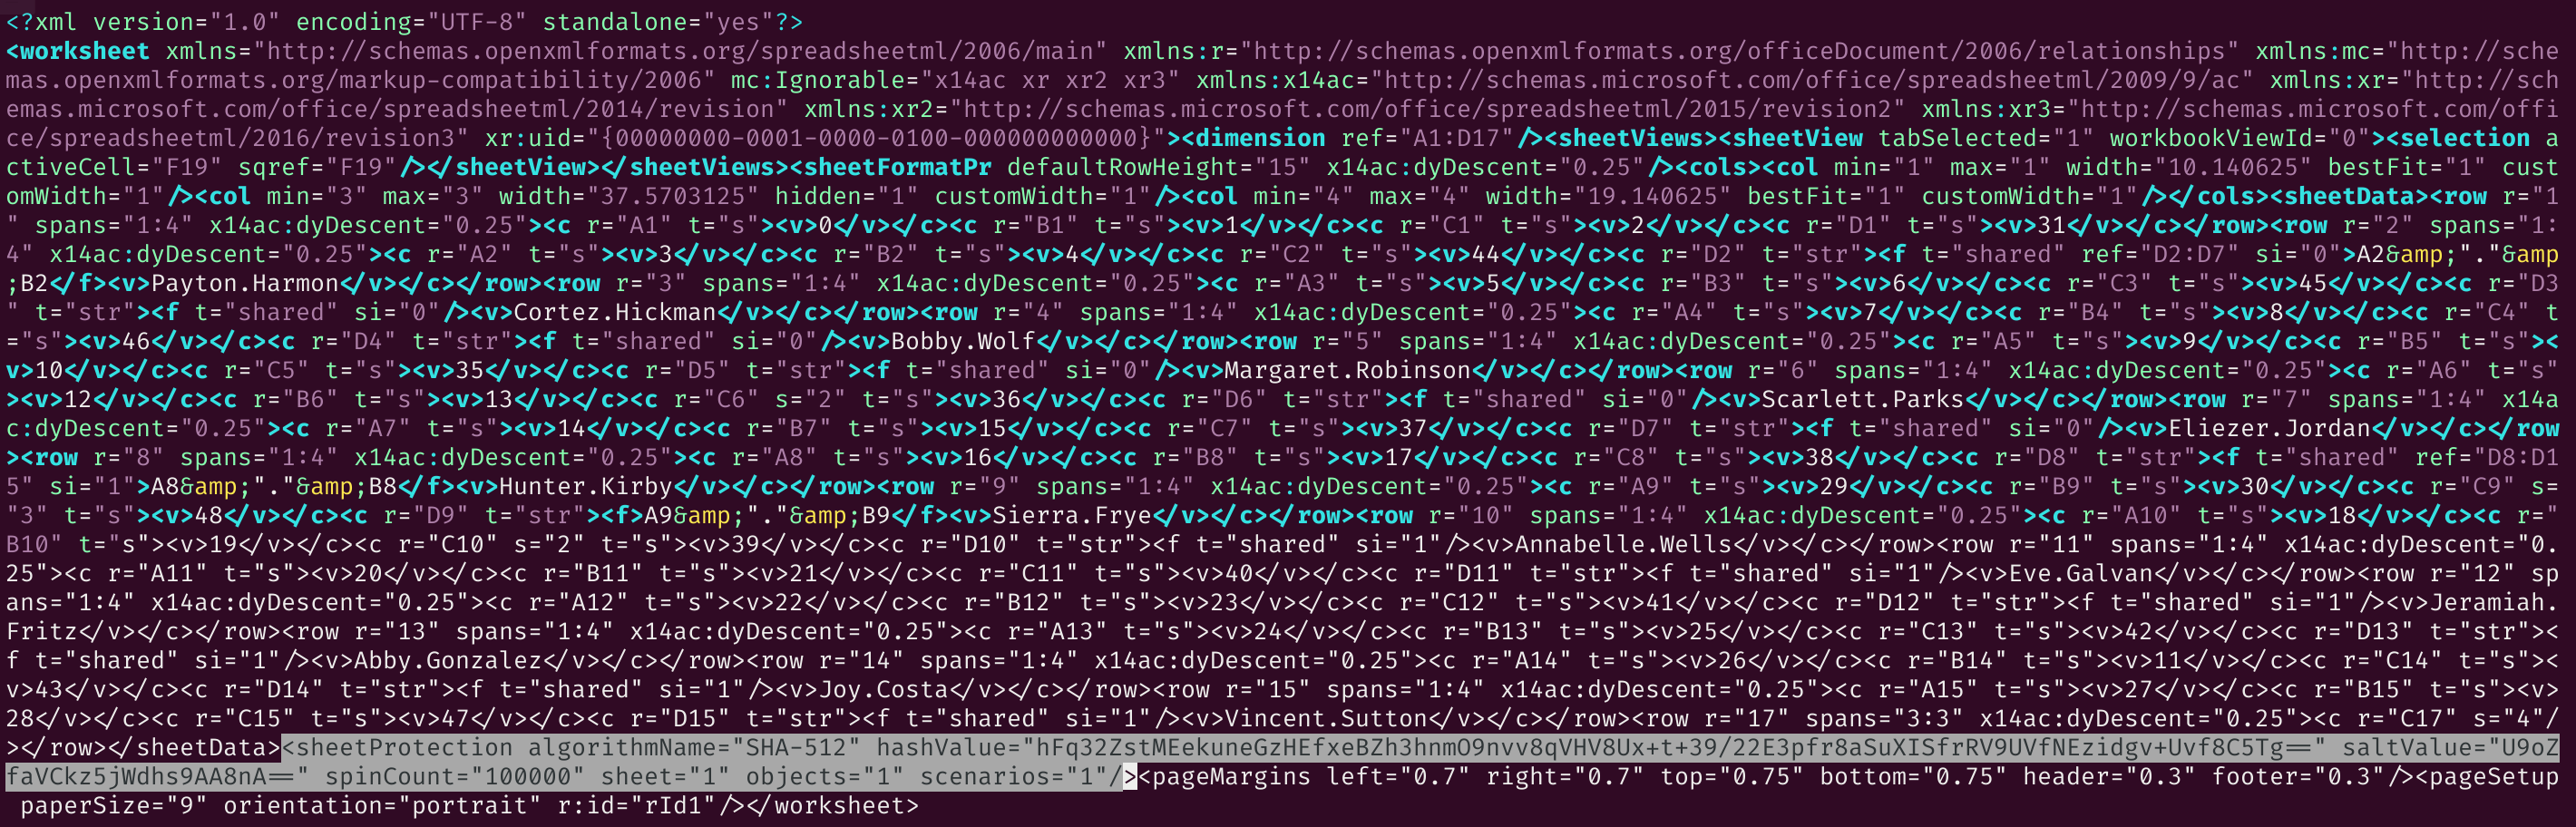 <?xml version="1.0" encoding="UTF-8" standalone="yes"?>
<worksheet xmlns="http://schemas.openxmlformats.org/spreadsheetml/2006/main" xmlns:r="http://schemas.openxmlformats.org/officeDocument/2006/relationships" xmlns:mc="http://sche
mas.openxmlformats.org/markup-compatibility/2006" mc:Ignorable="x14ac xr xr2 xr3" xmlns:x14ac="http://schemas.microsoft.com/office/spreadsheetml/2009/9/ac" xmlns:xr="http://sch
emas.microsoft.com/office/spreadsheetml/2014/revision" xmlns:xr2="http://schemas.microsoft.com/office/spreadsheetml/2015/revision2" xmlns:xr3="http://schemas.microsoft.com/offi
ce/spreadsheetml/2016/revision3" xr:uid="{00000000-0001-0000-0100-000000000000}"><dimension ref="A1:D17"/><sheetViews><sheetView tabSelected="1" workbookViewId="0"><selection a
ctiveCell="F19" sqref="F19"/></sheetView></sheetViews><sheetFormatPr defaultRowHeight="15" x14ac:dyDescent="0.25"/><cols><col min="1" max="1" width="10.140625" bestFit="1" cust
omWidth="1"/><col min="3" max="3" width="37.5703125" hidden="1" customWidth="1"/><col min="4" max="4" width="19.140625" bestFit="1" customWidth="1"/></cols><sheetData><row r="1
" spans="1:4" x14ac:dyDescent="0.25"><c r="A1" t="s"><v>0</v></c><c r="B1" t="s"><v>1</v></c><c r="C1" t="s"><v>2</v></c><c r="D1" t="s"><v>31</v></c></row><row r="2" spans="1:
4" x14ac:dyDescent="0.25"><c r="A2" t="s"><v>3</v></c><c r="B2" t="s"><v>4</v></c><c r="C2" t="s"><v>44</v></c><c r="D2" t="str"><f t="shared" ref="D2:D7" si="0">A2&amp;"."&amp
;B2</f><v>Payton.Harmon</v></c></row><row r="3" spans="1:4" x14ac:dyDescent="0.25"><c r="A3" t="s"><v>5</v></c><c r="B3" t="s"><v>6</v></c><c r="C3" t="s"><v>45</v></c><c r="D3
" t="str"><f t="shared" si="0"/><v>Cortez.Hickman</v></c></row><row r="4" spans="1:4" x14ac:dyDescent="0.25"><c r="A4" t="s"><v>7</v></c><c r="B4" t="s"><v>8</v></c><c r="C4" t
="s"><v>46</v></c><c r="D4" t="str"><f t="shared" si="0"/><v>Bobby.Wolf</v></c></row><row r="5" spans="1:4" x14ac:dyDescent="0.25"><c r="A5" t="s"><v>9</v></c><c r="B5" t="s"><
v>10</v></c><c r="C5" t="s"><v>35</v></c><c r="D5" t="str"><f t="shared" si="0"/><v>Margaret.Robinson</v></c></row><row r="6" spans="1:4" x14ac:dyDescent="0.25"><c r="A6" t="s"
><v>12</v></c><c r="B6" t="s"><v>13</v></c><c r="C6" s="2" t="s"><v>36</v></c><c r="D6" t="str"><f t="shared" si="0"/><v>Scarlett.Parks</v></c></row><row r="7" spans="1:4" x14a
c:dyDescent="0.25"><c r="A7" t="s"><v>14</v></c><c r="B7" t="s"><v>15</v></c><c r="C7" t="s"><v>37</v></c><c r="D7" t="str"><f t="shared" si="0"/><v>Eliezer.Jordan</v></c></row
><row r="8" spans="1:4" x14ac:dyDescent="0.25"><c r="A8" t="s"><v>16</v></c><c r="B8" t="s"><v>17</v></c><c r="C8" t="s"><v>38</v></c><c r="D8" t="str"><f t="shared" ref="D8:D1
5" si="1">A8&amp;"."&amp;B8</f><v>Hunter.Kirby</v></c></row><row r="9" spans="1:4" x14ac:dyDescent="0.25"><c r="A9" t="s"><v>29</v></c><c r="B9" t="s"><v>30</v></c><c r="C9" s=
"3" t="s"><v>48</v></c><c r="D9" t="str"><f>A9&amp;"."&amp;B9</f><v>Sierra.Frye</v></c></row><row r="10" spans="1:4" x14ac:dyDescent="0.25"><c r="A10" t="s"><v>18</v></c><c r="
B10" t="s"><v>19</v></c><c r="C10" s="2" t="s"><v>39</v></c><c r="D10" t="str"><f t="shared" si="1"/><v>Annabelle.Wells</v></c></row><row r="11" spans="1:4" x14ac:dyDescent="0.
25"><c r="A11" t="s"><v>20</v></c><c r="B11" t="s"><v>21</v></c><c r="C11" t="s"><v>40</v></c><c r="D11" t="str"><f t="shared" si="1"/><v>Eve.Galvan</v></c></row><row r="12" sp
ans="1:4" x14ac:dyDescent="0.25"><c r="A12" t="s"><v>22</v></c><c r="B12" t="s"><v>23</v></c><c r="C12" t="s"><v>41</v></c><c r="D12" t="str"><f t="shared" si="1"/><v>Jeramiah.
Fritz</v></c></row><row r="13" spans="1:4" x14ac:dyDescent="0.25"><c r="A13" t="s"><v>24</v></c><c r="B13" t="s"><v>25</v></c><c r="C13" t="s"><v>42</v></c><c r="D13" t="str"><
f t="shared" si="1"/><v>Abby.Gonzalez</v></c></row><row r="14" spans="1:4" x14ac:dyDescent="0.25"><c r="A14" t="s"><v>26</v></c><c r="B14" t="s"><v>11</v></c><c r="C14" t="s"><
v>43</v></c><c r="D14" t="str"><f t="shared" si="1"/><v>Joy.Costa</v></c></row><row r="15" spans="1:4" x14ac:dyDescent="0.25"><c r="A15" t="s"><v>27</v></c><c r="B15" t="s"><v>
28</v></c><c r="C15" t="s"><v>47</v></c><c r="D15" t="str"><f t="shared" si="1"/><v>Vincent.Sutton</v></c></row><row r="17" spans="3:3" x14ac:dyDescent="0.25"><c r="C17" s="4"/
></row></sheetData><sheetProtection algorithmName="SHA-512" hashValue="hFq32ZstMEekuneGzHEfxeBZh3hnmO9nvv8qVHV8Ux+t+39/22E3pfr8aSuXISfrRV9UVfNEzidgv+Uvf8C5Tg==" saltValue="U9oZ
faVCkz5jWdhs9AA8nA==" spinCount="100000" sheet="1" objects="1" scenarios="1"/><pageMargins left="0.7" right="0.7" top="0.75" bottom="0.75" header="0.3" footer="0.3"/><pageSetup
 paperSize="9" orientation="portrait" r:id="rId1"/></worksheet>